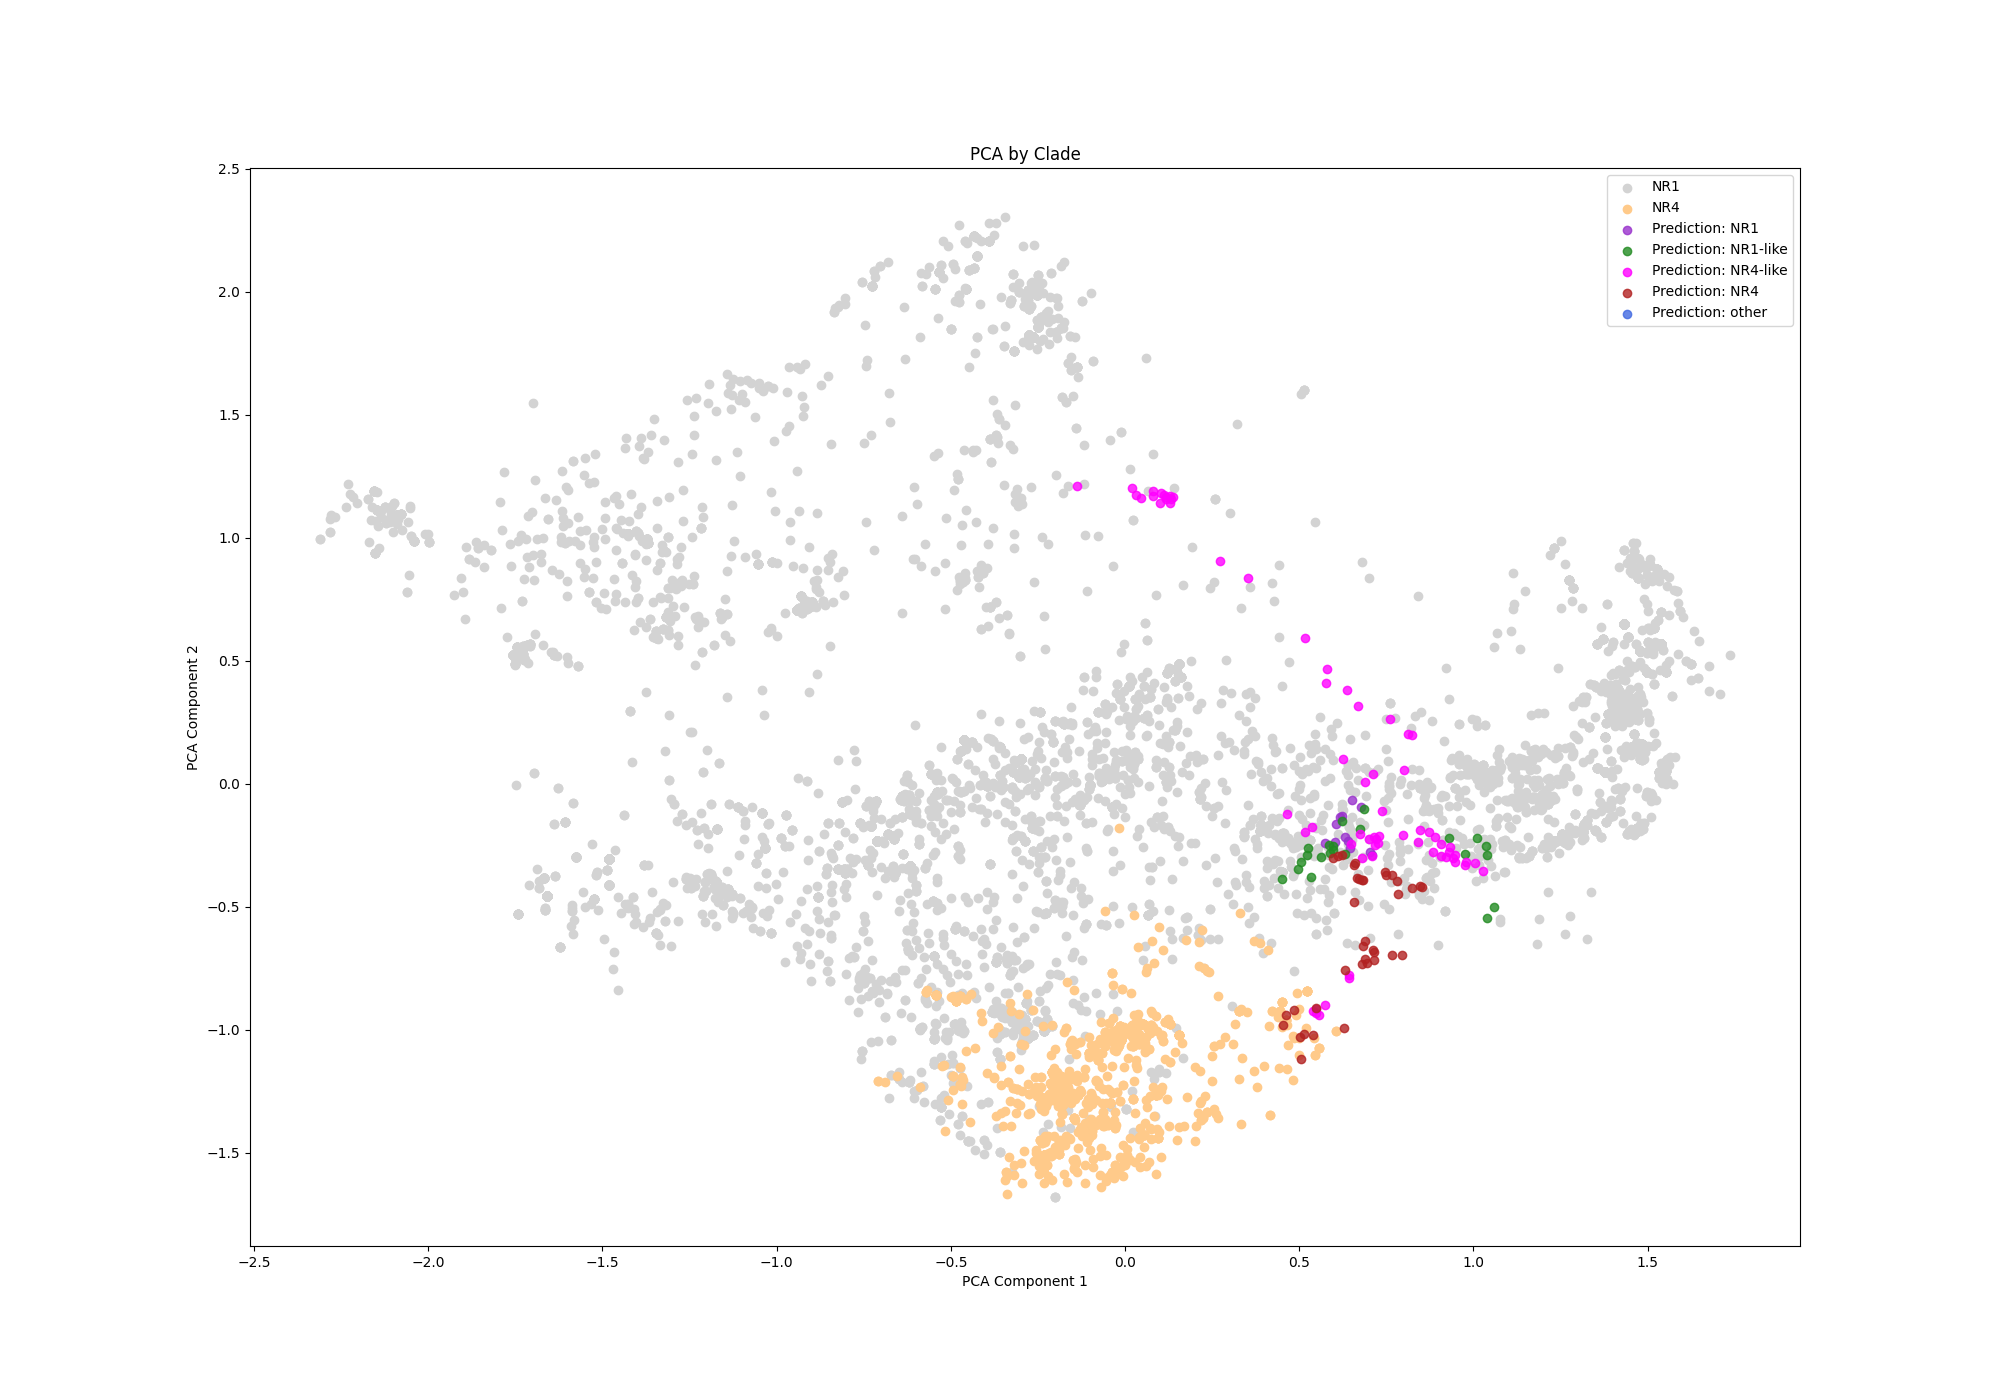 PCA by Clade
NR1
NR4
Prediction: NR1
Prediction: NR1-like
Prediction: NR4-like
Prediction: NR4
Prediction: other
PCA Component 2
2.5
2.0
1.5
1.0
0.5
0.0
−0.5
−1.0
−1.5
−2.5
−2.0
−1.5
−1.0
−0.5
0.0
0.5
1.0
1.5
PCA Component 1